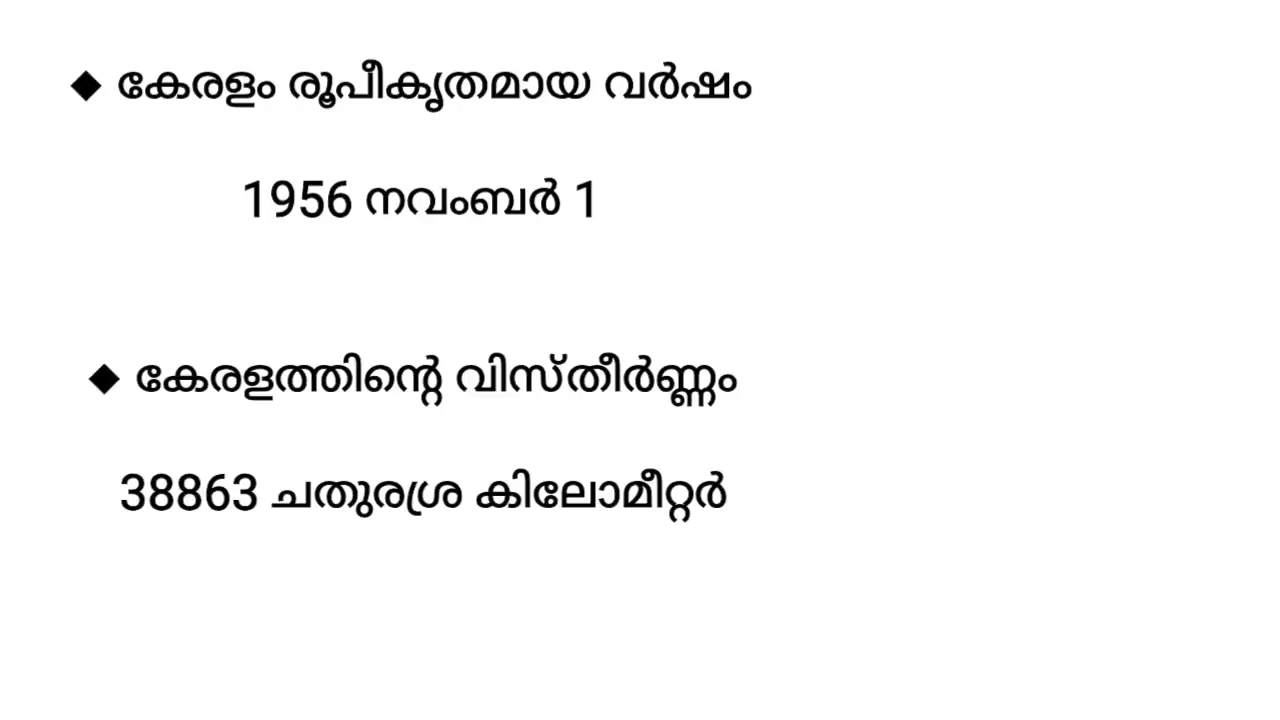 ◆ കേരളം രൂപീകൃതമായ വർഷം
1956 നവംബർ 1
◆ കേരളത്തിന്റെ വിസ്തീർണ്ണം
38863 ചതുരശ്ര കിലോമീറ്റർ